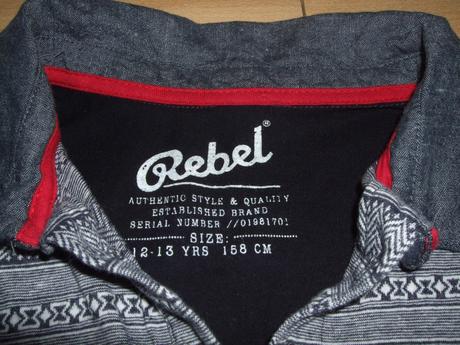 Rebel®
AUTHENTIC STYLE & QUALITY
ESTABLISHED BRAND
SERIAL NUMBER //01981701
SIZE:
12-13 YRS 158 CM